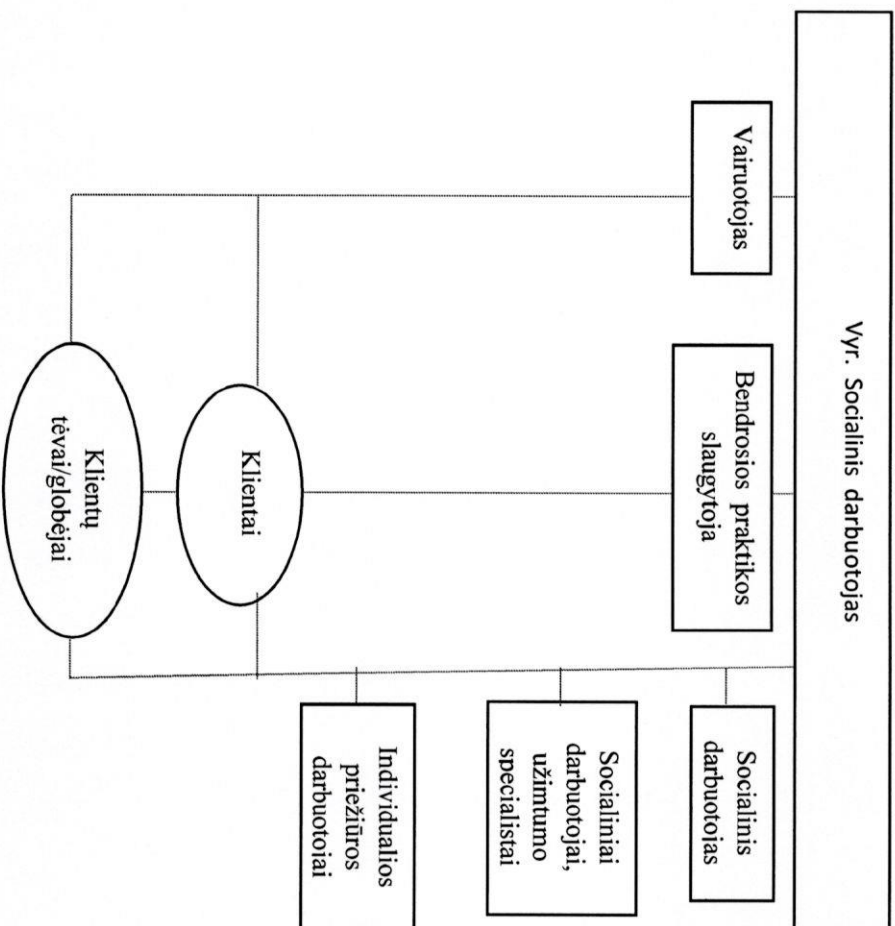 Vyr. Socialinis darbuotojas
Vairuotojas
Bendrosios praktikos
slaugytoja
Socialinis
darbuotojas
Socialiniai
darbuotojai,
užimtumo
specialistai
Individualios
priežiūros
darbuotojai
Klientai
Klientų
tėvai/globėjai